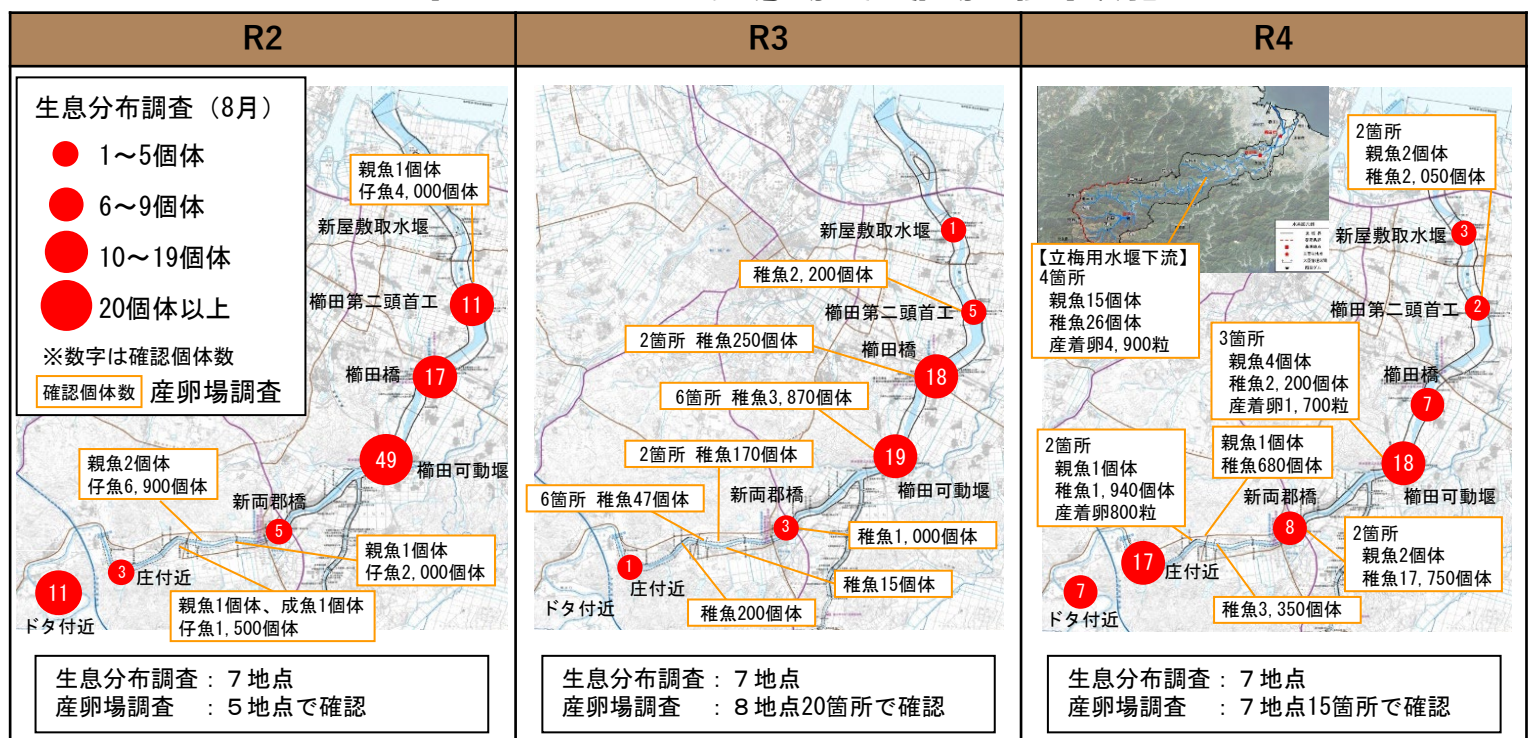 R2
R3
R4
生息分布調査（8月）
1～5個体
6～9個体
10～19個体
20個体以上
※数字は確認個体数
確認個体数 産卵場調査
親魚1個体
仔魚4,000個体
新屋敷取水堰
櫛田第二頭首工
11
櫛田橋
17
49
櫛田可動堰
親魚2個体
仔魚6,900個体
新両郡橋
5
親魚1個体
仔魚2,000個体
3
庄付近
11
ドタ付近
親魚1個体、成魚1個体
仔魚1,500個体
生息分布調査：７地点
産卵場調査　：５地点で確認
新屋敷取水堰
1
稚魚2,200個体
櫛田第二頭首工
5
2箇所 稚魚250個体
櫛田橋
18
6箇所 稚魚3,870個体
19
櫛田可動堰
2箇所 稚魚170個体
6箇所 稚魚47個体
新両郡橋
3
稚魚1,000個体
1
庄付近
稚魚15個体
ドタ付近
稚魚200個体
生息分布調査：７地点
産卵場調査　：８地点20箇所で確認
2箇所
親魚2個体
稚魚2,050個体
新屋敷取水堰
3
【立梅用水堰下流】
4箇所
親魚15個体
稚魚26個体
産着卵4,900粒
櫛田第二頭首工
2
3箇所
親魚4個体
稚魚2,200個体
産着卵1,700粒
櫛田橋
7
18
櫛田可動堰
2箇所
親魚1個体
稚魚1,940個体
産着卵800粒
親魚1個体
稚魚680個体
新両郡橋
8
2箇所
親魚2個体
稚魚17,750個体
17
庄付近
7
ドタ付近
稚魚3,350個体
生息分布調査：７地点
産卵場調査　：７地点15箇所で確認